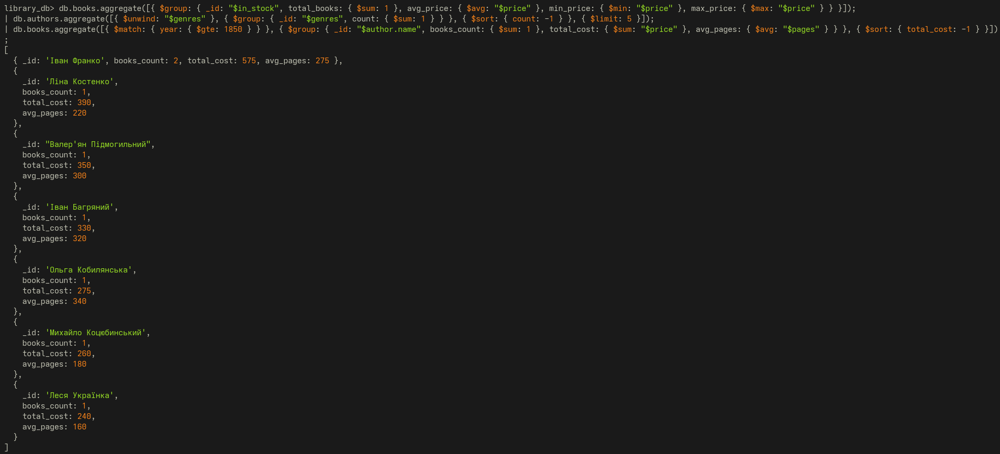 library_db> db.books.aggregate([{ $group: { _id: "$in_stock", total_books: { $sum: 1 }, avg_price: { $avg: "$price" }, min_price: { $min: "$price" }, max_price: { $max: "$price" } } }]);
| db.authors.aggregate([{ $unwind: "$genres" }, { $group: { _id: "$genres", count: { $sum: 1 } } }, { $sort: { count: -1 } }, { $limit: 5 }]);
| db.books.aggregate([{ $match: { year: { $gte: 1850 } } }, { $group: { _id: "$author.name", books_count: { $sum: 1 }, total_cost: { $sum: "$price" }, avg_pages: { $avg: "$pages" } } }, { $sort: { total_cost: -1 } }])
;
[
  { _id: 'Іван Франко', books_count: 2, total_cost: 575, avg_pages: 275 },
  {
    _id: 'Ліна Костенко',
    books_count: 1,
    total_cost: 390,
    avg_pages: 220
  },
  {
    _id: "Валер'ян Підмогильний",
    books_count: 1,
    total_cost: 350,
    avg_pages: 300
  },
  {
    _id: 'Іван Багряний',
    books_count: 1,
    total_cost: 330,
    avg_pages: 320
  },
  {
    _id: 'Ольга Кобилянська',
    books_count: 1,
    total_cost: 275,
    avg_pages: 340
  },
  {
    _id: 'Михайло Коцюбинський',
    books_count: 1,
    total_cost: 260,
    avg_pages: 180
  },
  {
    _id: 'Леся Українка',
    books_count: 1,
    total_cost: 240,
    avg_pages: 160
  }
]